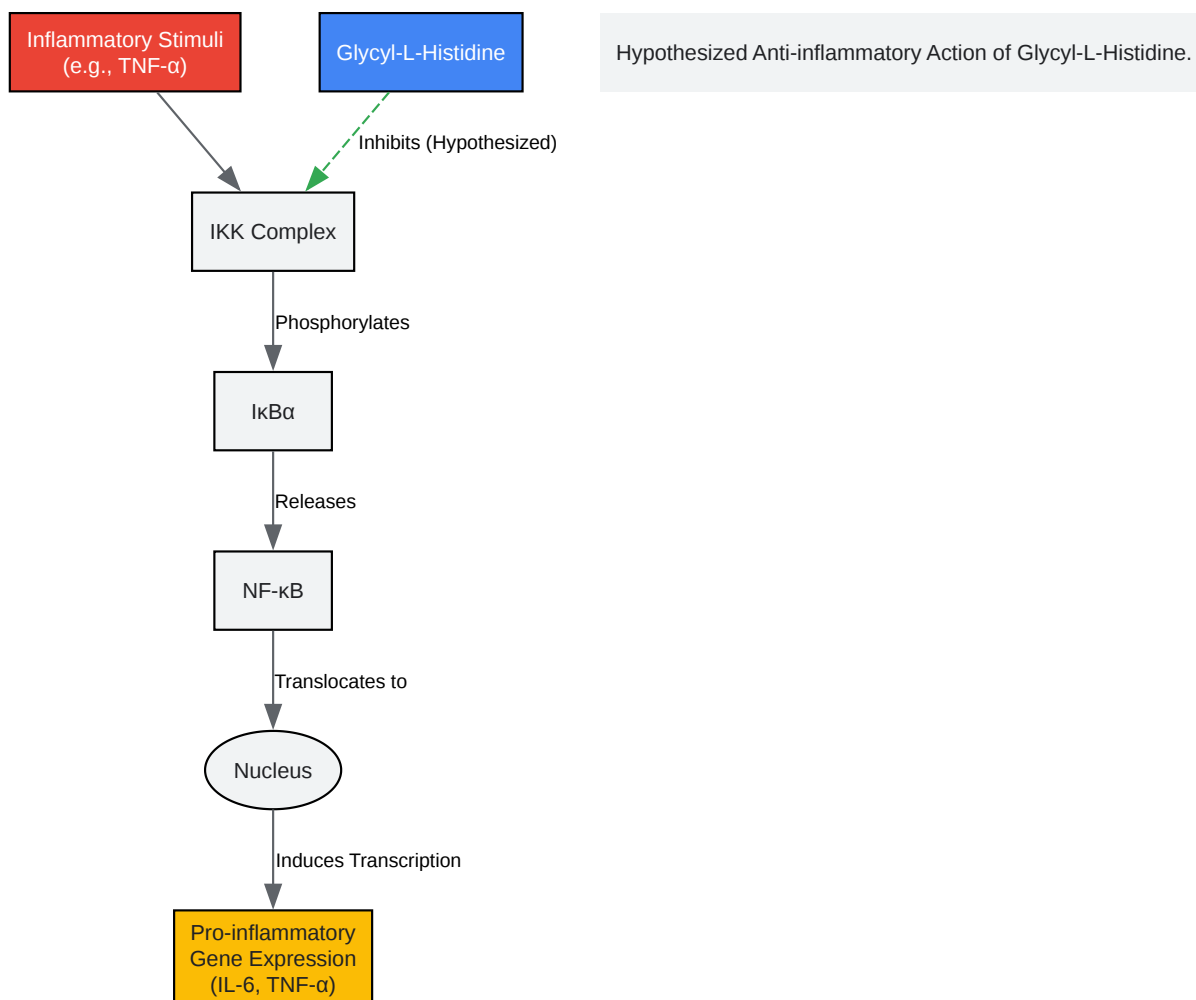 Inflammatory Stimuli
(e.g., TNF-α)
Glycyl-L-Histidine
Hypothesized Anti-inflammatory Action of Glycyl-L-Histidine.
Inhibits (Hypothesized)
IKK Complex
Phosphorylates
IκBα
Releases
NF-κB
Translocates to
Nucleus
Induces Transcription
Pro-inflammatory
Gene Expression
(IL-6, TNF-α)